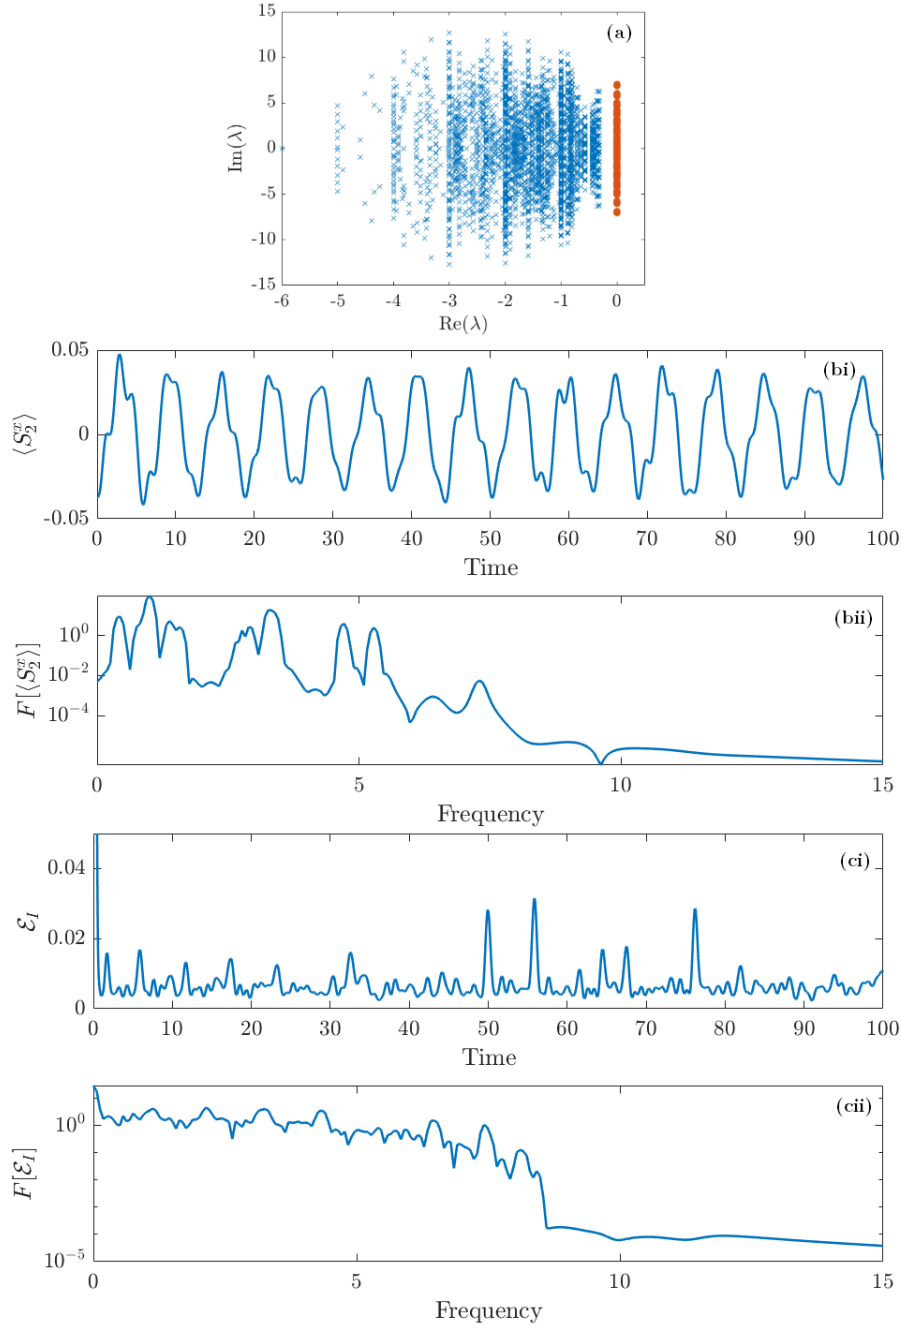 (a)
15
10
5
0
-5
-10
-15
Im(λ)
-6 -5 -4 -3 -2 -1 0
Re(λ)
(bi)
0.05
0
-0.05
⟨S₂ˣ⟩
0 10 20 30 40 50 60 70 80 90 100
Time
(bii)
10⁰
10⁻²
10⁻⁴
F[⟨S₂ˣ⟩]
0 5 10 15
Frequency
(ci)
0.04
0.02
0
ℰ_I
0 10 20 30 40 50 60 70 80 90 100
Time
(cii)
10⁰
10⁻⁵
F[ℰ_I]
0 5 10 15
Frequency